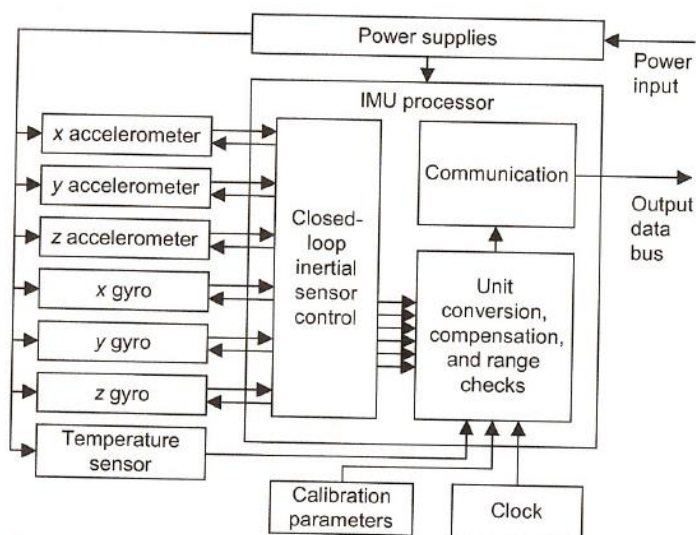 Power supplies
Power
input
IMU processor
x accelerometer
y accelerometer
z accelerometer
x gyro
y gyro
z gyro
Temperature
sensor
Closed-
loop
inertial
sensor
control
Communication
Output
data
bus
Unit
conversion,
compensation,
and range
checks
Calibration
parameters
Clock